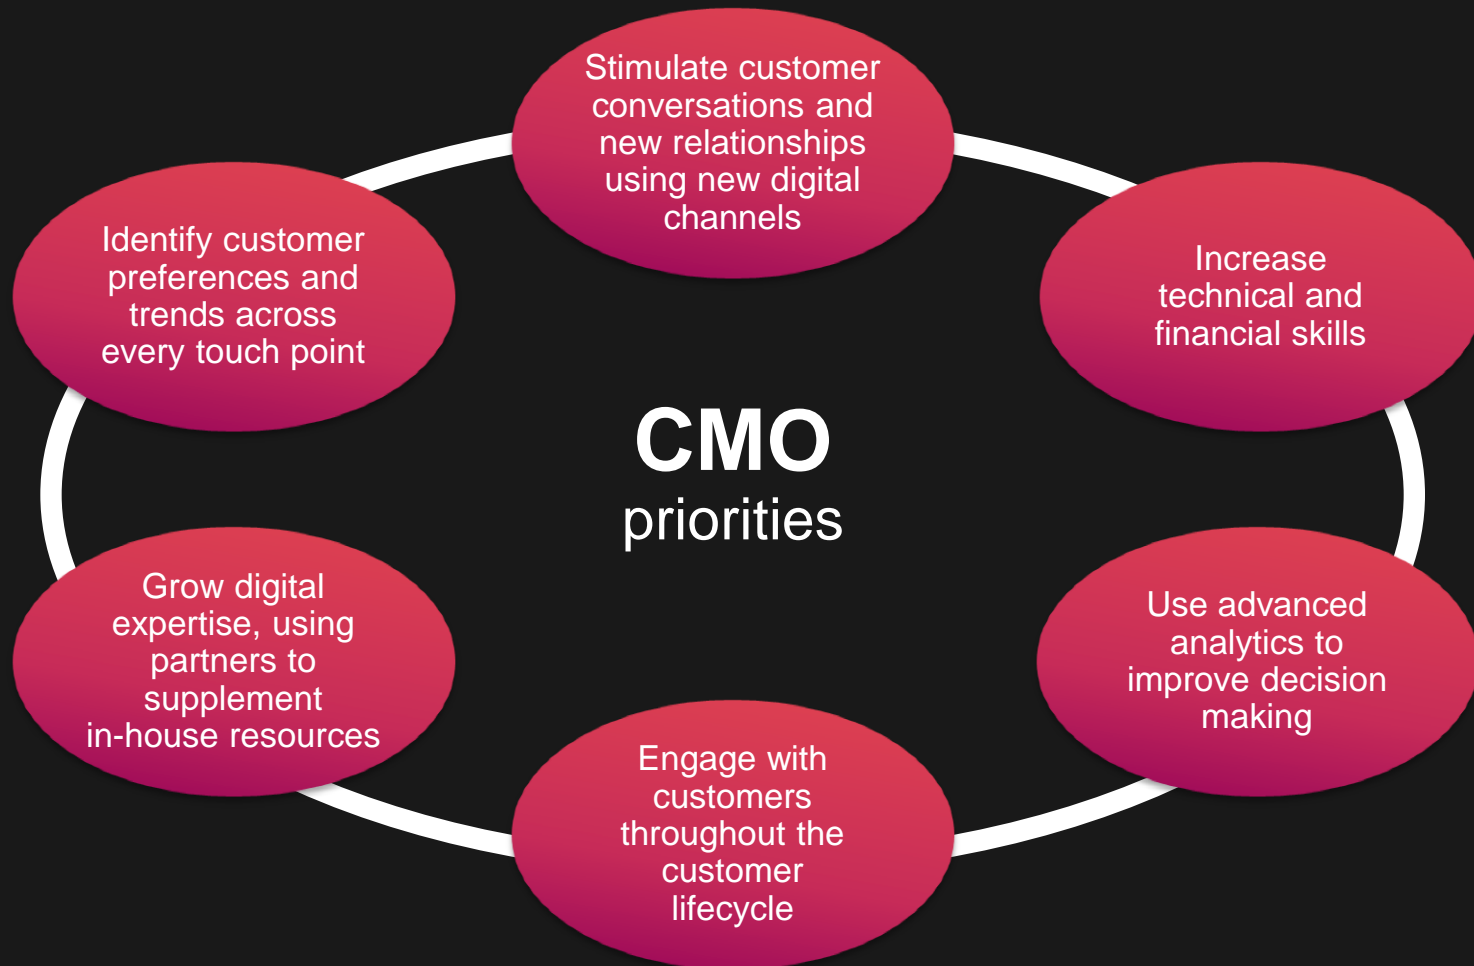 Stimulate customer
conversations and
new relationships
using new digital
channels
Increase
technical and
financial skills
Use advanced
analytics to
improve decision
making
Engage with
customers
throughout the
customer
lifecycle
Grow digital
expertise, using
partners to
supplement
in-house resources
Identify customer
preferences and
trends across
every touch point
CMO
priorities